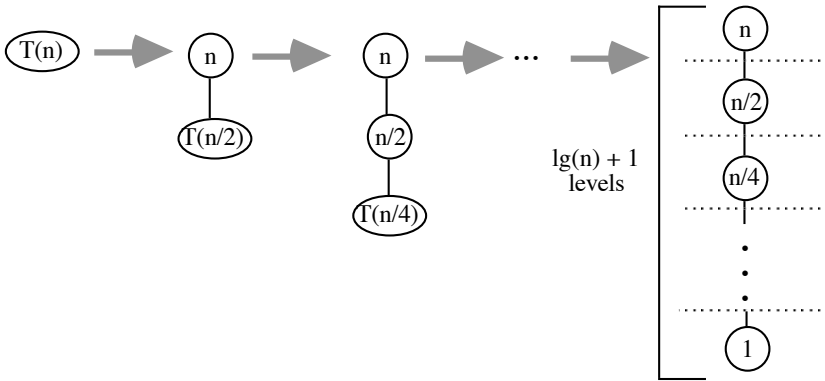 T(n)
n
T(n/2)
n
n/2
T(n/4)
...
lg(n) + 1
levels
n
n/2
n/4
1